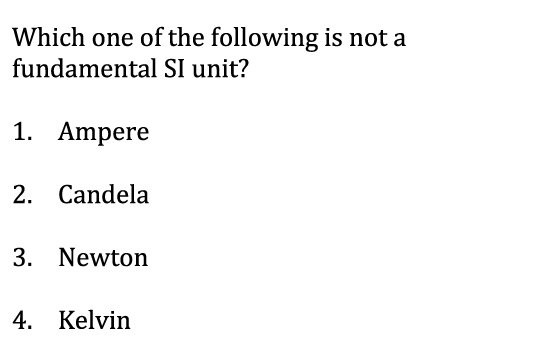 Which one of the following is not a
fundamental SI unit?
1. Ampere
2. Candela
3. Newton
4. Kelvin